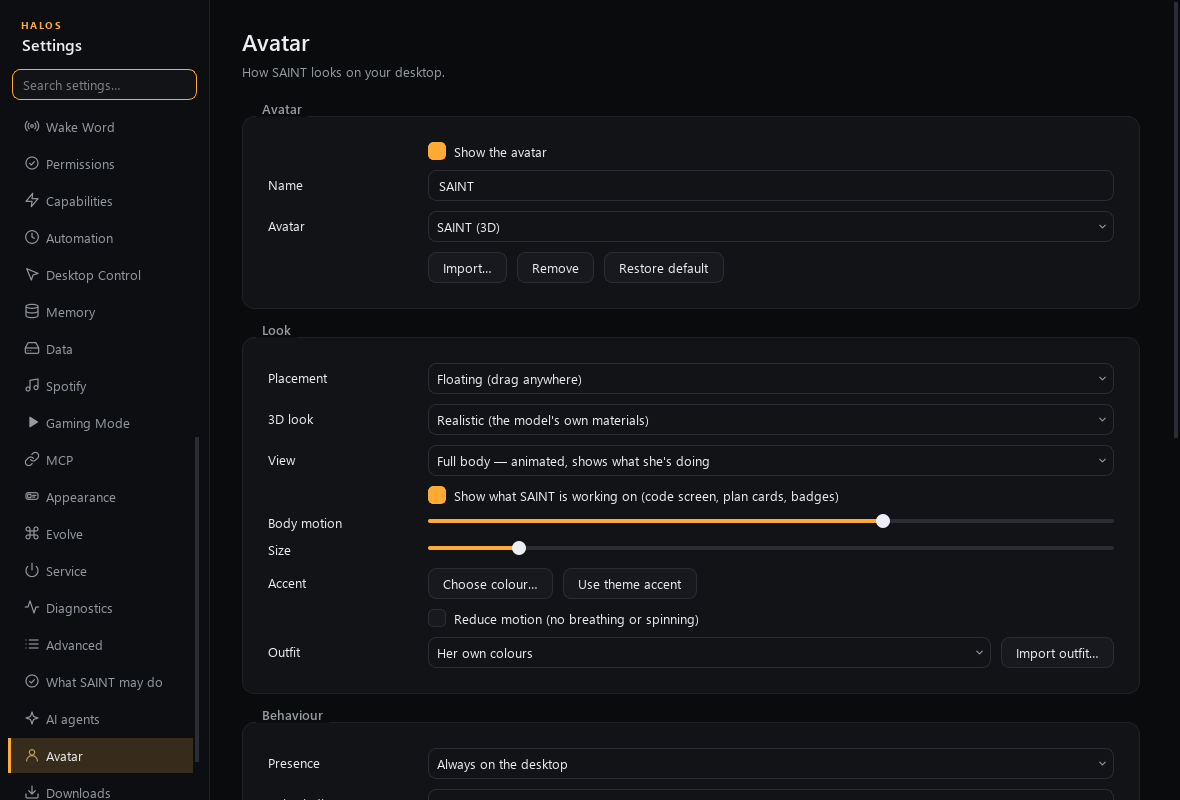 HALOS
Settings
Search settings...
Wake Word
Permissions
Capabilities
Automation
Desktop Control
Memory
Data
Spotify
Gaming Mode
MCP
Appearance
Evolve
Service
Diagnostics
Advanced
What SAINT may do
AI agents
Avatar
Downloads
Avatar
How SAINT looks on your desktop.
Avatar
Show the avatar
Name SAINT
Avatar SAINT (3D)
Import... Remove Restore default
Look
Placement Floating (drag anywhere)
3D look Realistic (the model's own materials)
View Full body — animated, shows what she's doing
Show what SAINT is working on (code screen, plan cards, badges)
Body motion
Size
Accent Choose colour... Use theme accent
Reduce motion (no breathing or spinning)
Outfit Her own colours Import outfit...
Behaviour
Presence Always on the desktop